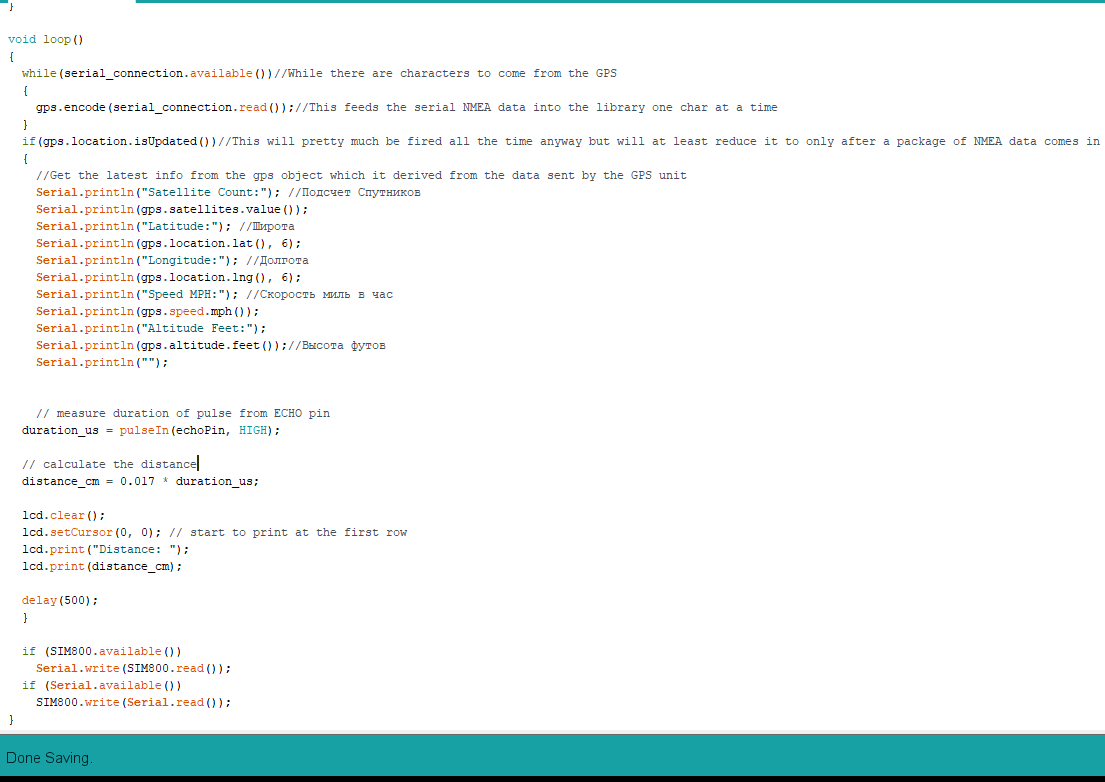 }
void loop()
{
while(serial_connection.available())//While there are characters to come from the GPS
{
gps.encode(serial_connection.read());//This feeds the serial NMEA data into the library one char at a time
}
if(gps.location.isUpdated())//This will pretty much be fired all the time anyway but will at least reduce it to only after a package of NMEA data comes in
{
//Get the latest info from the gps object which it derived from the data sent by the GPS unit
Serial.println("Satellite Count:"); //Подсчет Спутников
Serial.println(gps.satellites.value());
Serial.println("Latitude:"); //Широта
Serial.println(gps.location.lat(), 6);
Serial.println("Longitude:"); //Долгота
Serial.println(gps.location.lng(), 6);
Serial.println("Speed MPH:"); //Скорость миль в час
Serial.println(gps.speed.mph());
Serial.println("Altitude Feet:");
Serial.println(gps.altitude.feet());//Высота футов
Serial.println("");
// measure duration of pulse from ECHO pin
duration_us = pulseIn(echoPin, HIGH);
// calculate the distance
distance_cm = 0.017 * duration_us;
lcd.clear();
lcd.setCursor(0, 0); // start to print at the first row
lcd.print("Distance: ");
lcd.print(distance_cm);
delay(500);
}
if (SIM800.available())
Serial.write(SIM800.read());
if (Serial.available())
SIM800.write(Serial.read());
}
Done Saving.